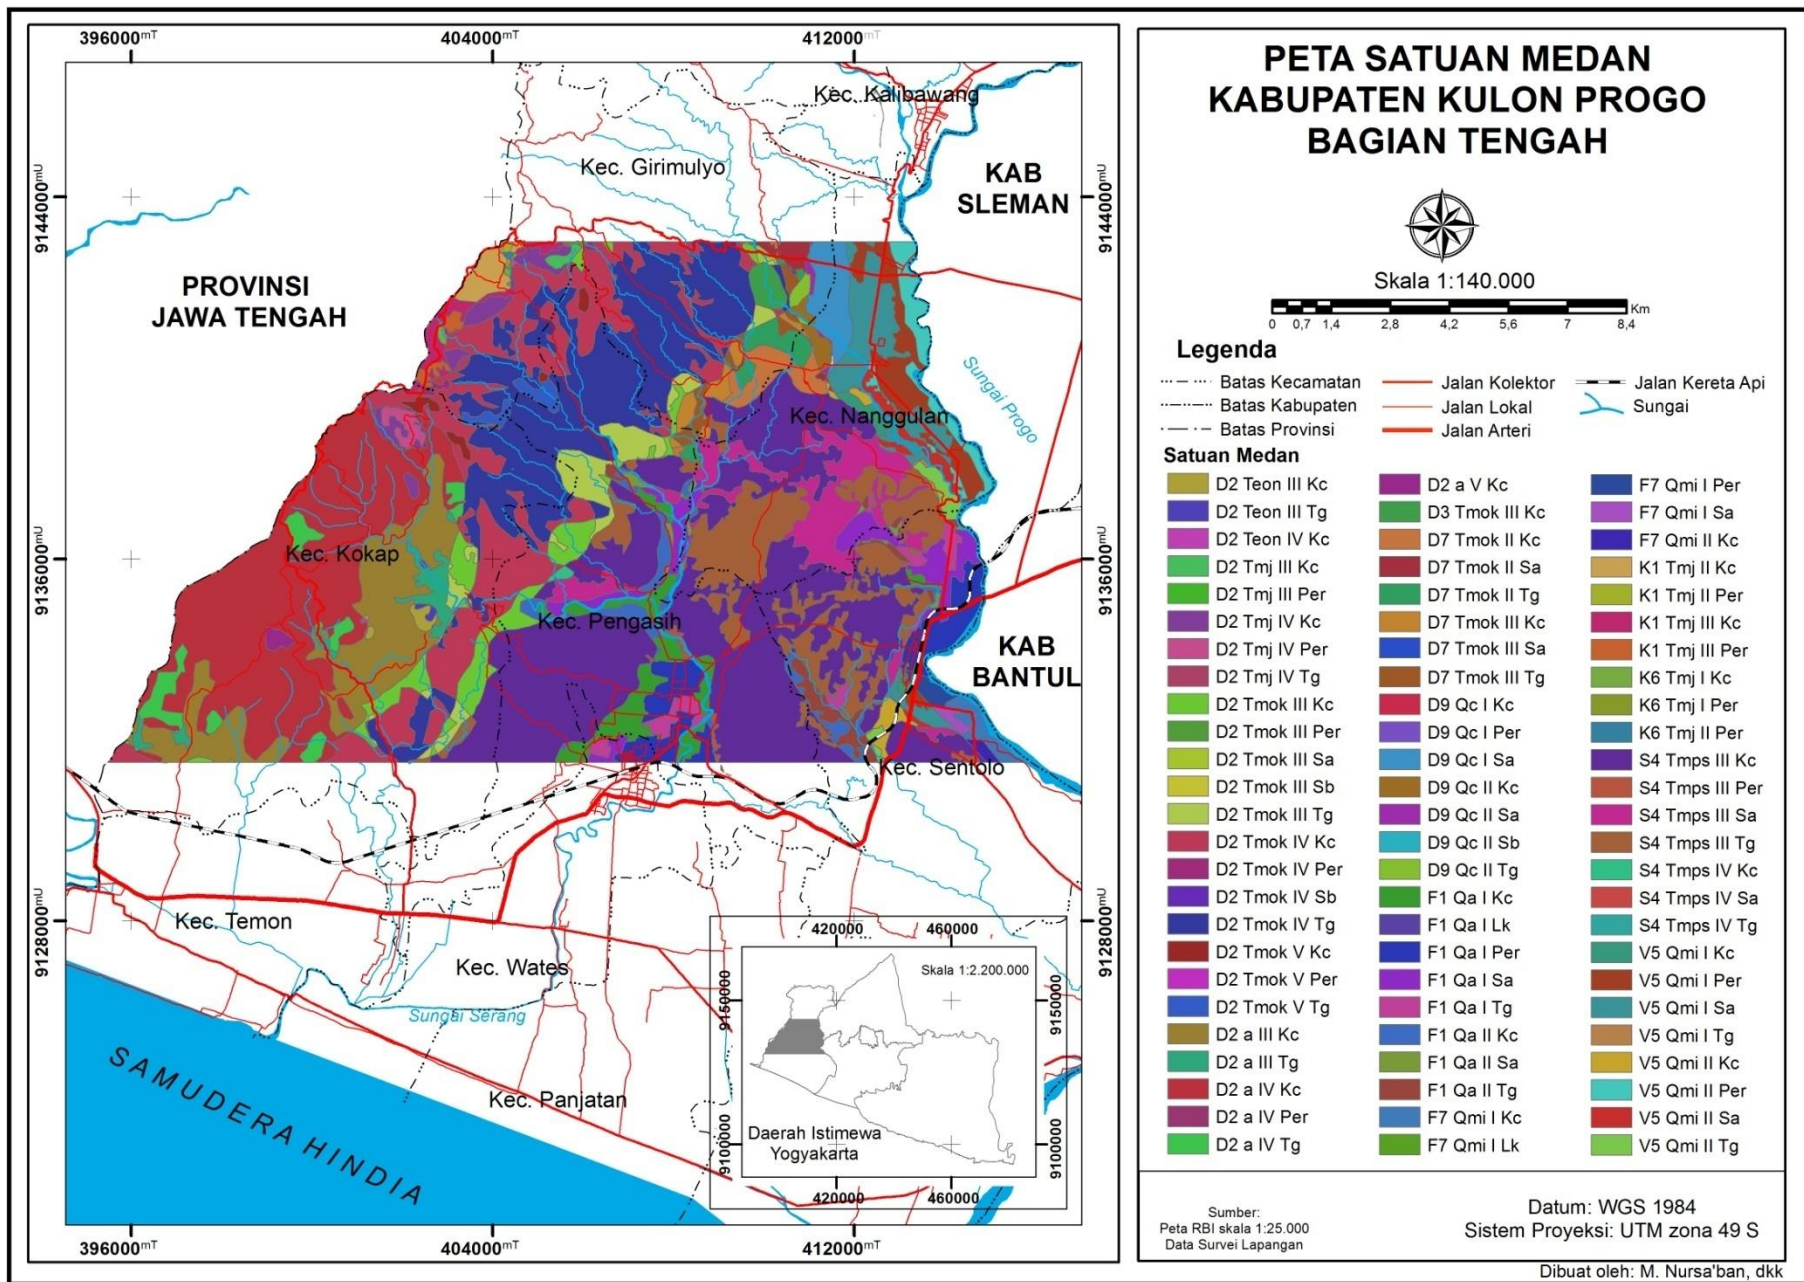 396000mT
404000mT
412000mT
9144000mU
9144000mU
9136000mU
9136000mU
9128000mU
9128000mU
Kec. Kalibawang
Kec. Girimulyo
KAB
SLEMAN
PROVINSI
JAWA TENGAH
Sungai Progo
Kec. Nanggulan
Kec. Kokap
Kec. Pengasih
KAB
BANTUL
Kec. Sentolo
Kec. Temon
Kec. Wates
Sungai Serang
Kec. Panjatan
SAMUDERA HINDIA
420000
460000
Skala 1:2.200.000
9150000
9150000
9100000
9100000
Daerah Istimewa
Yogyakarta
420000
460000
396000mT
404000mT
412000mT
PETA SATUAN MEDAN
KABUPATEN KULON PROGO
BAGIAN TENGAH
Skala 1:140.000
0 0,7 1,4 2,8 4,2 5,6 7 8,4 Km
Legenda
Batas Kecamatan
Batas Kabupaten
Batas Provinsi
Jalan Kolektor
Jalan Lokal
Jalan Arteri
Jalan Kereta Api
Sungai
Satuan Medan
D2 Teon III Kc
D2 Teon III Tg
D2 Teon IV Kc
D2 Tmj III Kc
D2 Tmj III Per
D2 Tmj IV Kc
D2 Tmj IV Per
D2 Tmj IV Tg
D2 Tmok III Kc
D2 Tmok III Per
D2 Tmok III Sa
D2 Tmok III Sb
D2 Tmok III Tg
D2 Tmok IV Kc
D2 Tmok IV Per
D2 Tmok IV Sb
D2 Tmok IV Tg
D2 Tmok V Kc
D2 Tmok V Per
D2 Tmok V Tg
D2 a III Kc
D2 a III Tg
D2 a IV Kc
D2 a IV Per
D2 a IV Tg
D2 a V Kc
D3 Tmok III Kc
D7 Tmok II Kc
D7 Tmok II Sa
D7 Tmok II Tg
D7 Tmok III Kc
D7 Tmok III Sa
D7 Tmok III Tg
D9 Qc I Kc
D9 Qc I Per
D9 Qc I Sa
D9 Qc II Kc
D9 Qc II Sa
D9 Qc II Sb
D9 Qc II Tg
F1 Qa I Kc
F1 Qa I Lk
F1 Qa I Per
F1 Qa I Sa
F1 Qa I Tg
F1 Qa II Kc
F1 Qa II Sa
F1 Qa II Tg
F7 Qmi I Kc
F7 Qmi I Lk
F7 Qmi I Per
F7 Qmi I Sa
F7 Qmi II Kc
K1 Tmj II Kc
K1 Tmj II Per
K1 Tmj III Kc
K1 Tmj III Per
K6 Tmj I Kc
K6 Tmj I Per
K6 Tmj II Per
S4 Tmps III Kc
S4 Tmps III Per
S4 Tmps III Sa
S4 Tmps III Tg
S4 Tmps IV Kc
S4 Tmps IV Sa
S4 Tmps IV Tg
V5 Qmi I Kc
V5 Qmi I Per
V5 Qmi I Sa
V5 Qmi I Tg
V5 Qmi II Kc
V5 Qmi II Per
V5 Qmi II Sa
V5 Qmi II Tg
Sumber:
Peta RBI skala 1:25.000
Data Survei Lapangan
Datum: WGS 1984
Sistem Proyeksi: UTM zona 49 S
Dibuat oleh: M. Nursa'ban, dkk